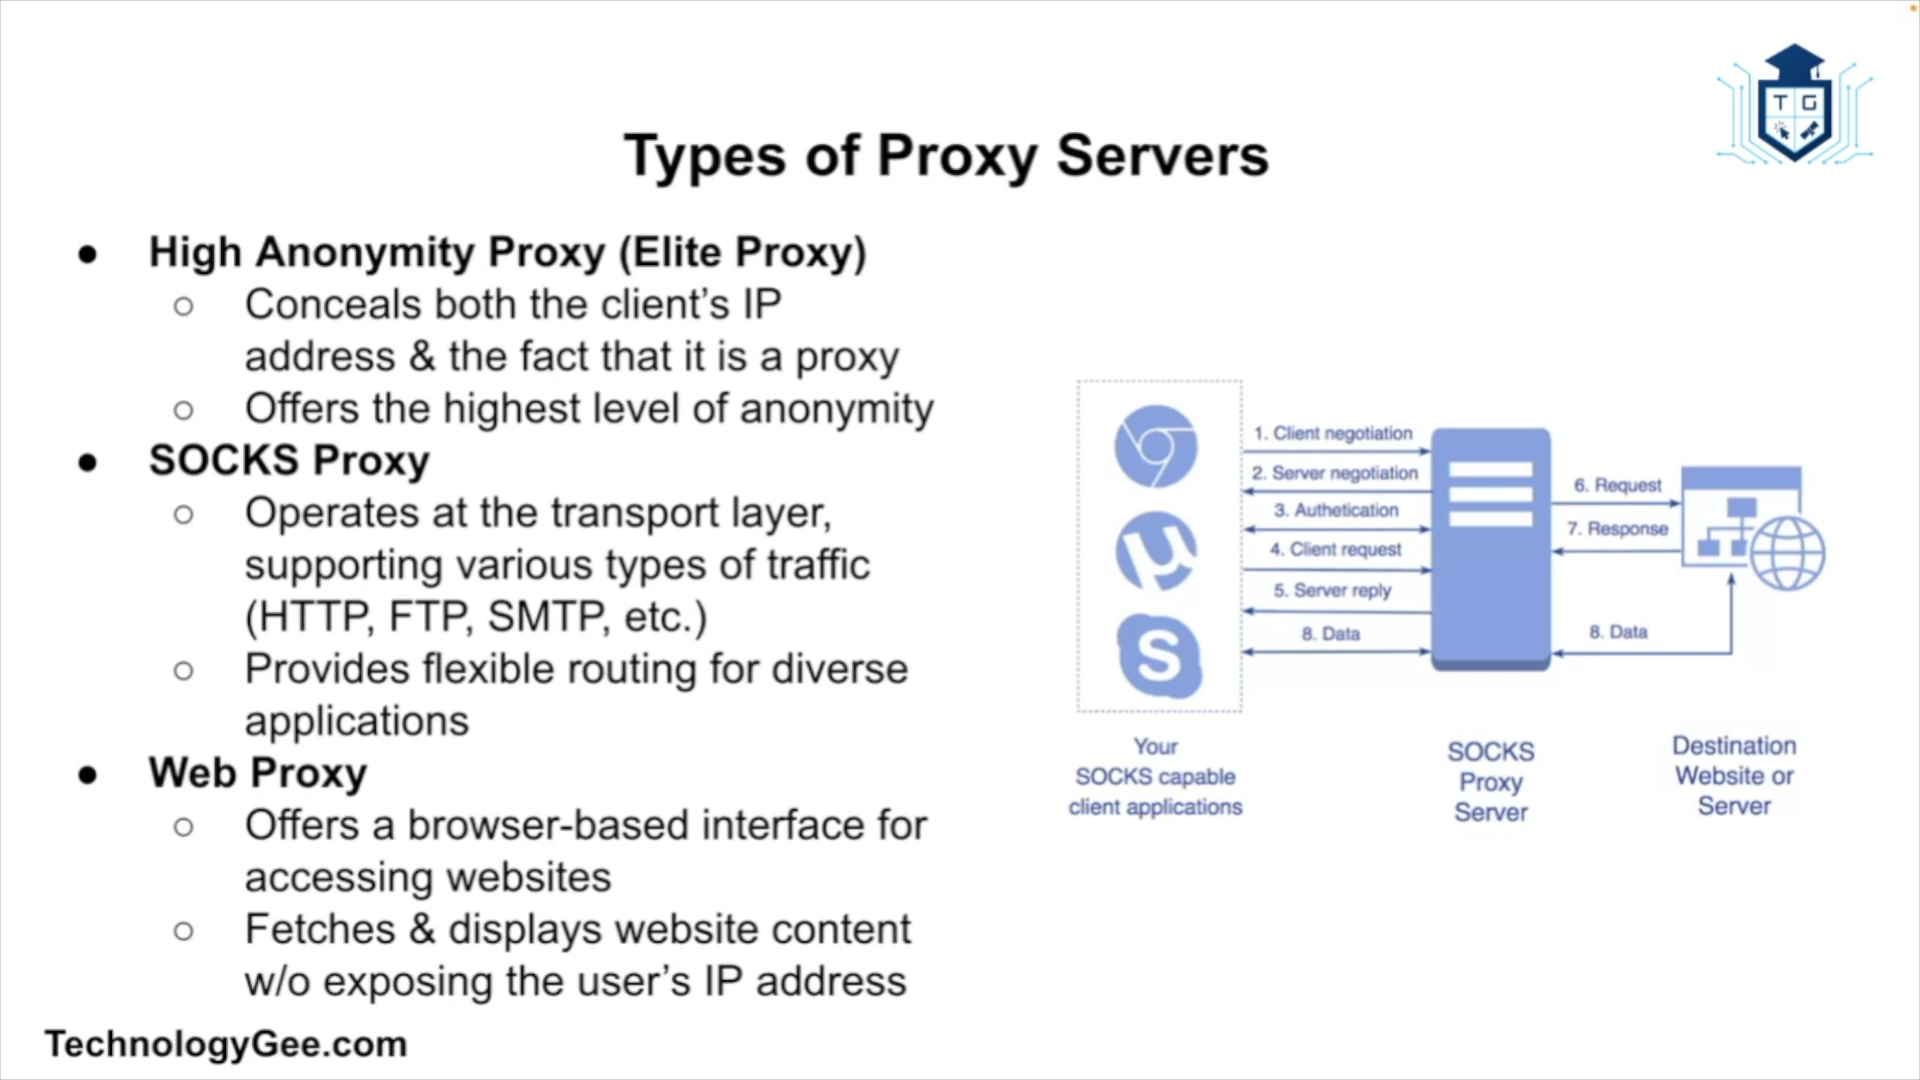 T G
Types of Proxy Servers
● High Anonymity Proxy (Elite Proxy)
○ Conceals both the client’s IP
address & the fact that it is a proxy
○ Offers the highest level of anonymity
● SOCKS Proxy
○ Operates at the transport layer,
supporting various types of traffic
(HTTP, FTP, SMTP, etc.)
○ Provides flexible routing for diverse
applications
● Web Proxy
○ Offers a browser-based interface for
accessing websites
○ Fetches & displays website content
w/o exposing the user’s IP address
1. Client negotiation
2. Server negotiation
3. Authetication
4. Client request
5. Server reply
8. Data
6. Request
7. Response
8. Data
Your
SOCKS capable
client applications
SOCKS
Proxy
Server
Destination
Website or
Server
TechnologyGee.com